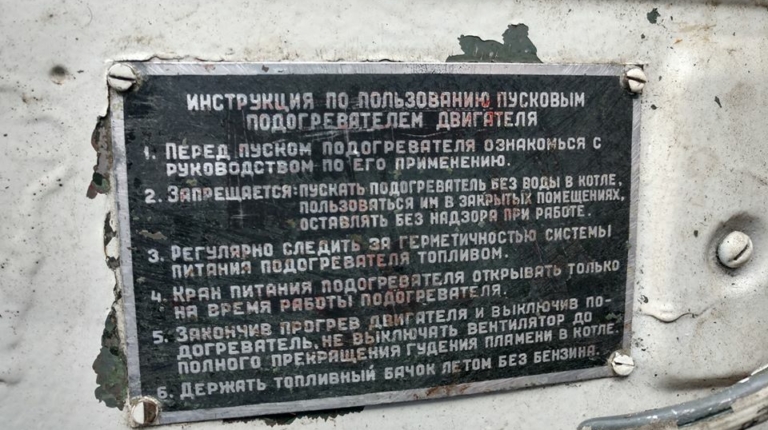 ИНСТРУКЦИЯ ПО ПОЛЬЗОВАНИЮ ПУСКОВЫМ
ПОДОГРЕВАТЕЛЕМ ДВИГАТЕЛЯ
1. ПЕРЕД ПУСКОМ ПОДОГРЕВАТЕЛЯ ОЗНАКОМЬСЯ С
РУКОВОДСТВОМ ПО ЕГО ПРИМЕНЕНИЮ.
2. ЗАПРЕЩАЕТСЯ: ПУСКАТЬ ПОДОГРЕВАТЕЛЬ БЕЗ ВОДЫ В КОТЛЕ,
ПОЛЬЗОВАТЬСЯ ИМ В ЗАКРЫТЫХ ПОМЕЩЕНИЯХ,
ОСТАВЛЯТЬ БЕЗ НАДЗОРА ПРИ РАБОТЕ.
3. РЕГУЛЯРНО СЛЕДИТЬ ЗА ГЕРМЕТИЧНОСТЬЮ СИСТЕМЫ
ПИТАНИЯ ПОДОГРЕВАТЕЛЯ ТОПЛИВОМ.
4. КРАН ПИТАНИЯ ПОДОГРЕВАТЕЛЯ ОТКРЫВАТЬ ТОЛЬКО
НА ВРЕМЯ РАБОТЫ ПОДОГРЕВАТЕЛЯ.
5. ЗАКОНЧИВ ПРОГРЕВ ДВИГАТЕЛЯ И ВЫКЛЮЧИВ ПО-
ДОГРЕВАТЕЛЬ, НЕ ВЫКЛЮЧАТЬ ВЕНТИЛЯТОР ДО
ПОЛНОГО ПРЕКРАЩЕНИЯ ГУДЕНИЯ ПЛАМЕНИ В КОТЛЕ.
6. ДЕРЖАТЬ ТОПЛИВНЫЙ БАЧОК ЛЕТОМ БЕЗ БЕНЗИНА.